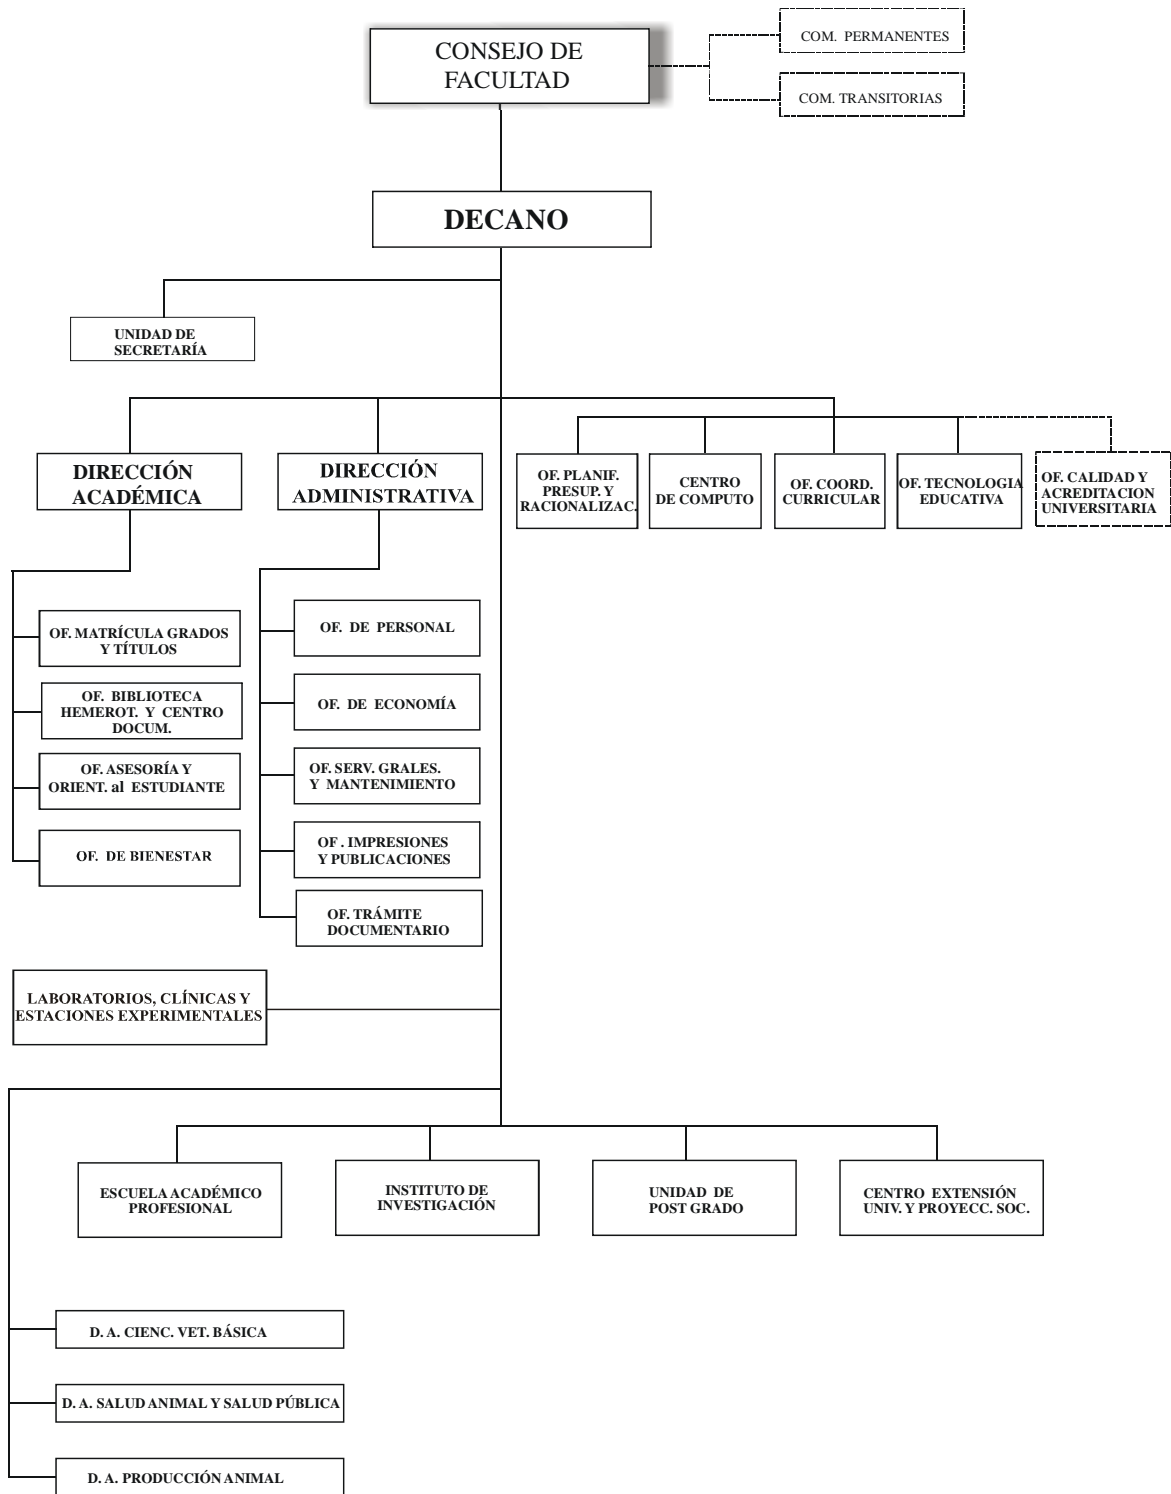 CONSEJO DE
FACULTAD
COM. PERMANENTES
COM. TRANSITORIAS
DECANO
UNIDAD DE
SECRETARÍA
DIRECCIÓN
ACADÉMICA
DIRECCIÓN
ADMINISTRATIVA
OF. PLANIF.
PRESUP. Y
RACIONALIZAC.
CENTRO
DE COMPUTO
OF. COORD.
CURRICULAR
OF. TECNOLOGIA
EDUCATIVA
OF. CALIDAD Y
ACREDITACION
UNIVERSITARIA
OF. MATRÍCULA GRADOS
Y TÍTULOS
OF. BIBLIOTECA
HEMEROT. Y CENTRO
DOCUM.
OF. ASESORÍA Y
ORIENT. al ESTUDIANTE
OF. DE BIENESTAR
OF. DE PERSONAL
OF. DE ECONOMÍA
OF. SERV. GRALES.
Y MANTENIMIENTO
OF . IMPRESIONES
Y PUBLICACIONES
OF. TRÁMITE
DOCUMENTARIO
LABORATORIOS, CLÍNICAS Y
ESTACIONES EXPERIMENTALES
ESCUELA ACADÉMICO
PROFESIONAL
INSTITUTO DE
INVESTIGACIÓN
UNIDAD DE
POST GRADO
CENTRO EXTENSIÓN
UNIV. Y PROYECC. SOC.
D. A. CIENC. VET. BÁSICA
D. A. SALUD ANIMAL Y SALUD PÚBLICA
D. A. PRODUCCIÓN ANIMAL